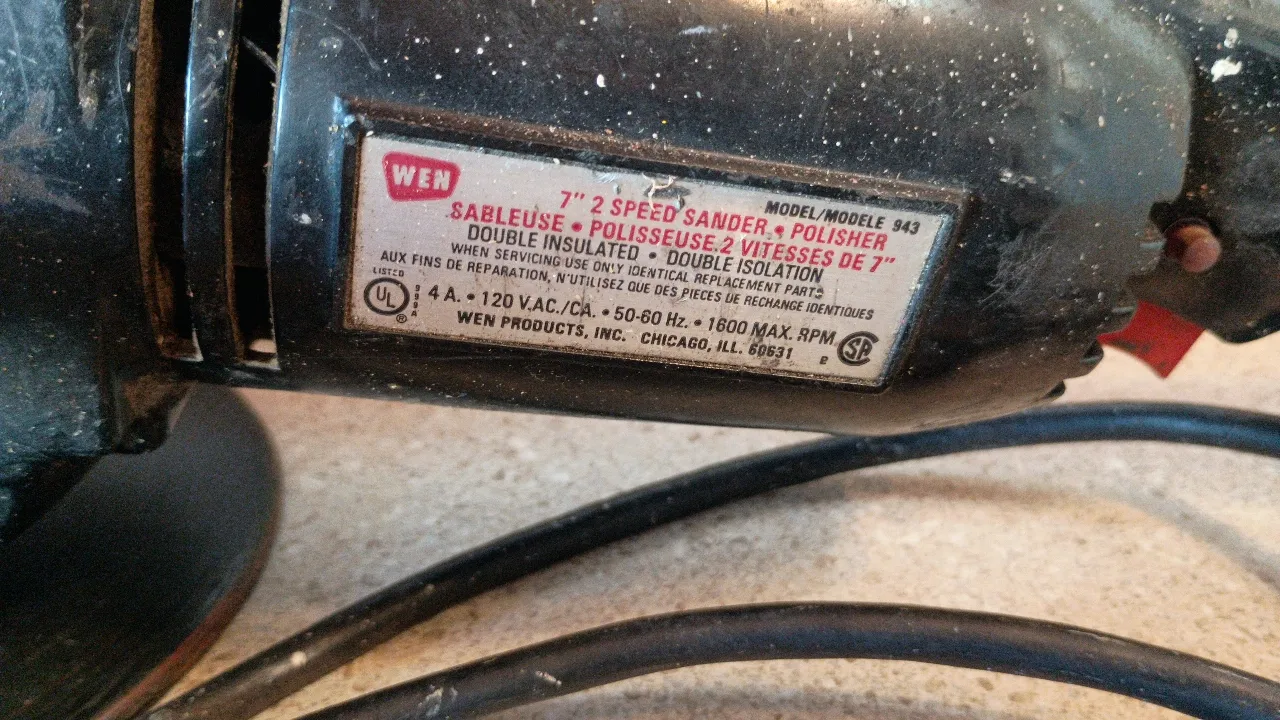 WEN
MODEL/MODELE 943
7" 2 SPEED SANDER • POLISHER
SABLEUSE • POLISSEUSE 2 VITESSES DE 7"
DOUBLE INSULATED • DOUBLE ISOLATION
WHEN SERVICING USE ONLY IDENTICAL REPLACEMENT PARTS
AUX FINS DE REPARATION, N'UTILISEZ QUE DES PIECES DE RECHANGE IDENTIQUES
LISTED
UL ®
4 A. • 120 V.AC./CA. • 50-60 Hz. • 1600 MAX. RPM
WEN PRODUCTS, INC. CHICAGO, ILL. 60631
SA